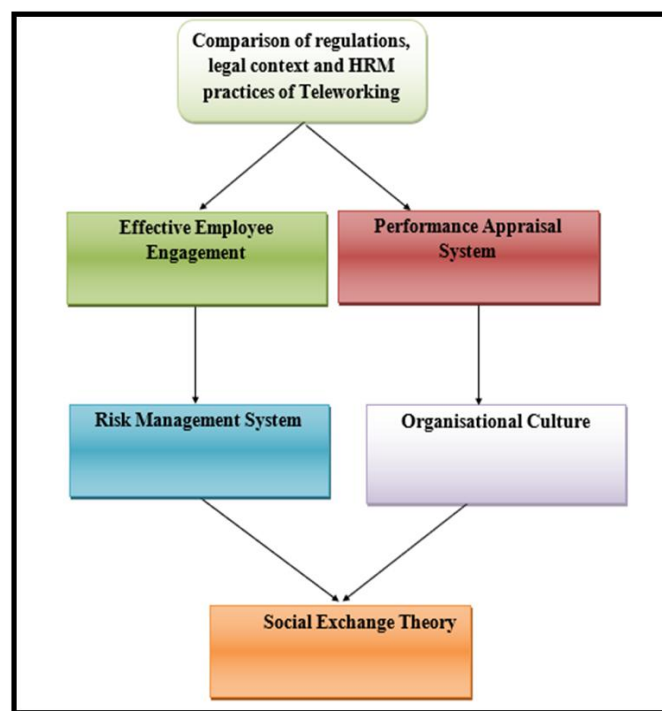 Comparison of regulations,
legal context and HRM
practices of Teleworking
Effective Employee
Engagement
Performance Appraisal
System
Risk Management System
Organisational Culture
Social Exchange Theory